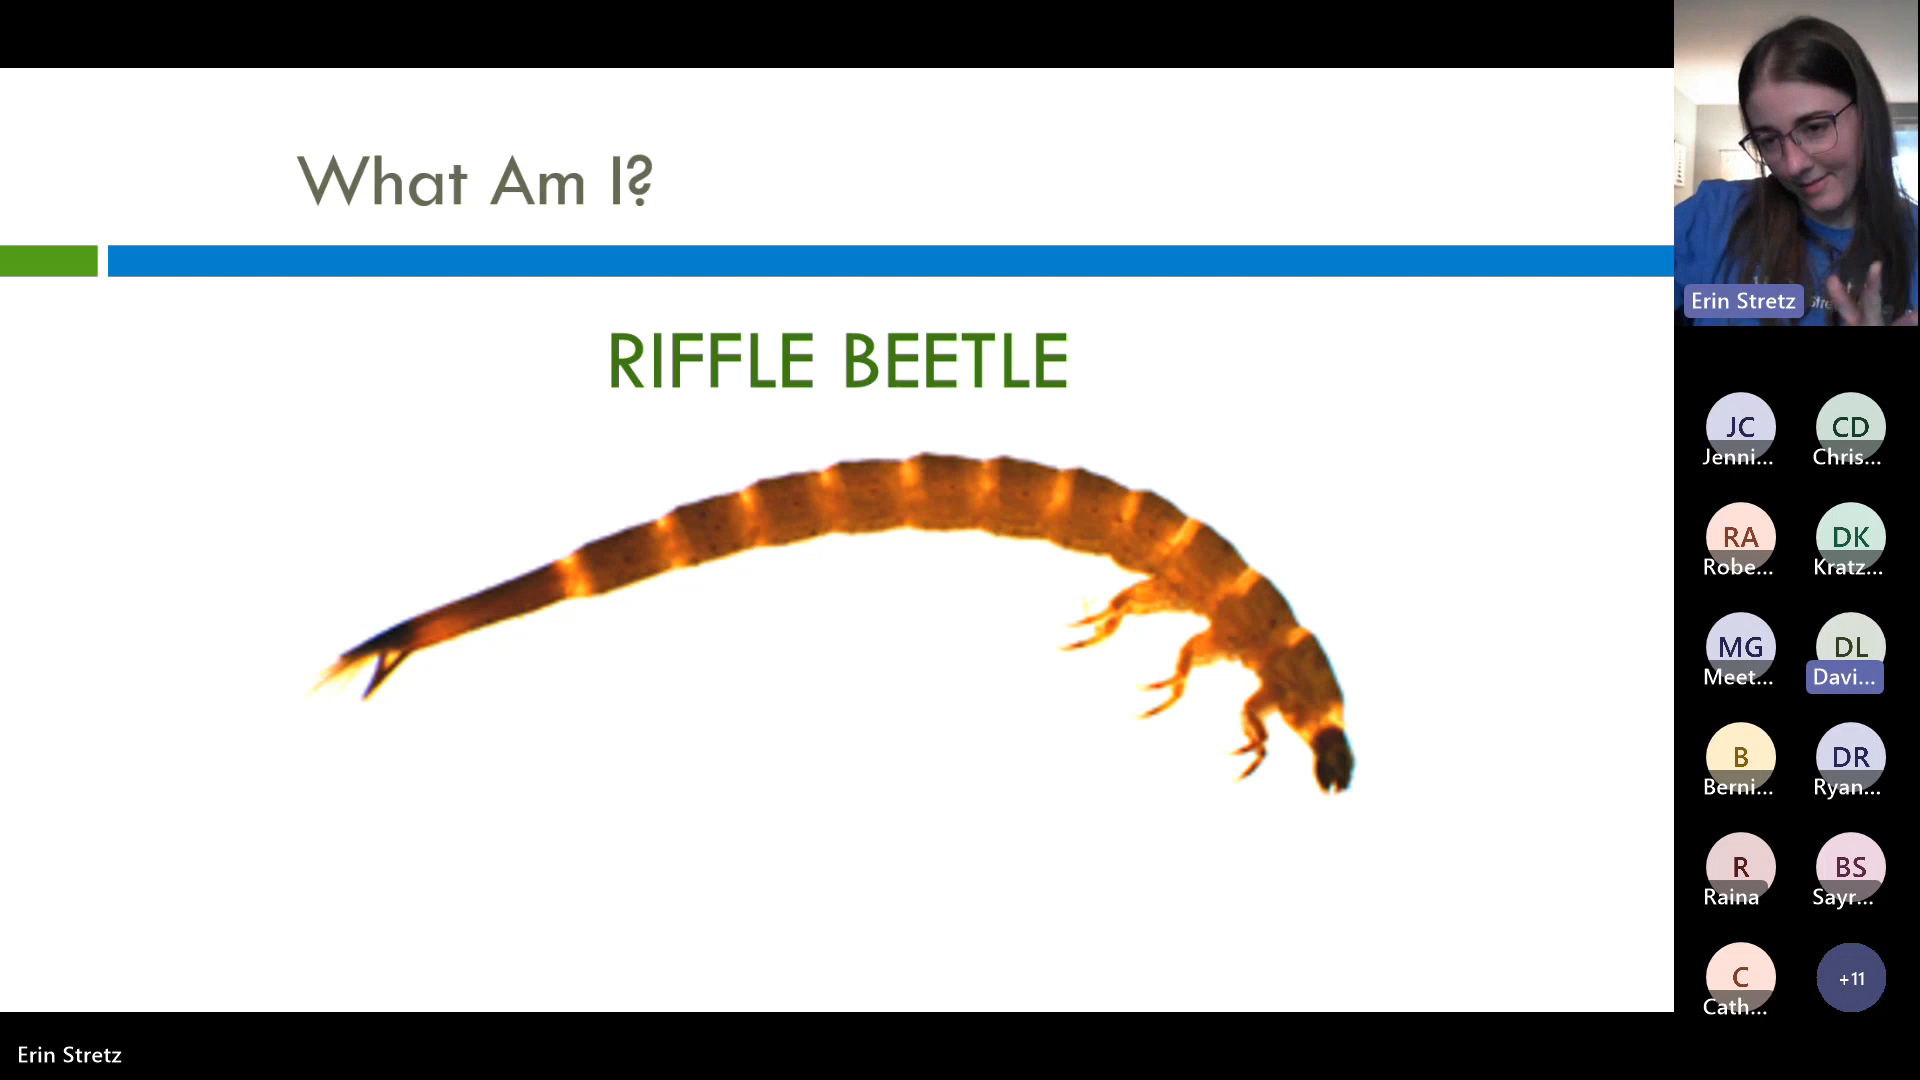 What Am I?
RIFFLE BEETLE
Erin Stretz
JC
Jenni...
CD
Chris...
RA
Robe...
DK
Kratz...
MG
Meet...
DL
Davi...
B
Berni...
DR
Ryan...
R
Raina
BS
Sayr...
C
Cath...
+11
Erin Stretz